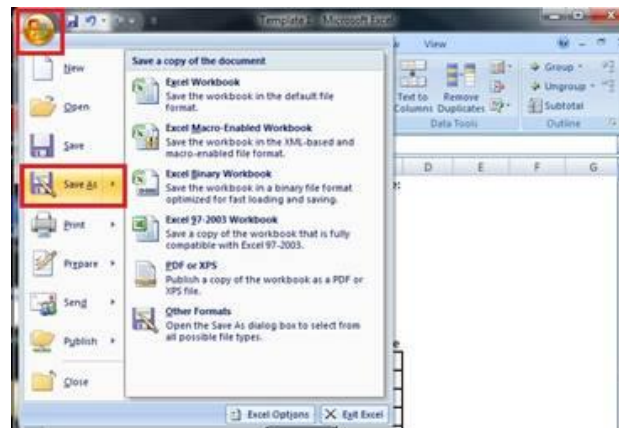 Template1 - Microsoft Excel
View
New
Open
Save
Save As
Print
Prepare
Send
Publish
Close
Save a copy of the document
Excel Workbook
Save the workbook in the default file
format.
Excel Macro-Enabled Workbook
Save the workbook in the XML-based and
macro-enabled file format.
Excel Binary Workbook
Save the workbook in a binary file format
optimized for fast loading and saving.
Excel 97-2003 Workbook
Save a copy of the workbook that is fully
compatible with Excel 97-2003.
PDF or XPS
Publish a copy of the workbook as a PDF or
XPS file.
Other Formats
Open the Save As dialog box to select from
all possible file types.
Excel Options
Exit Excel
Text to
Columns
Remove
Duplicates
Data Tools
Group
Ungroup
Subtotal
Outline
D E F G